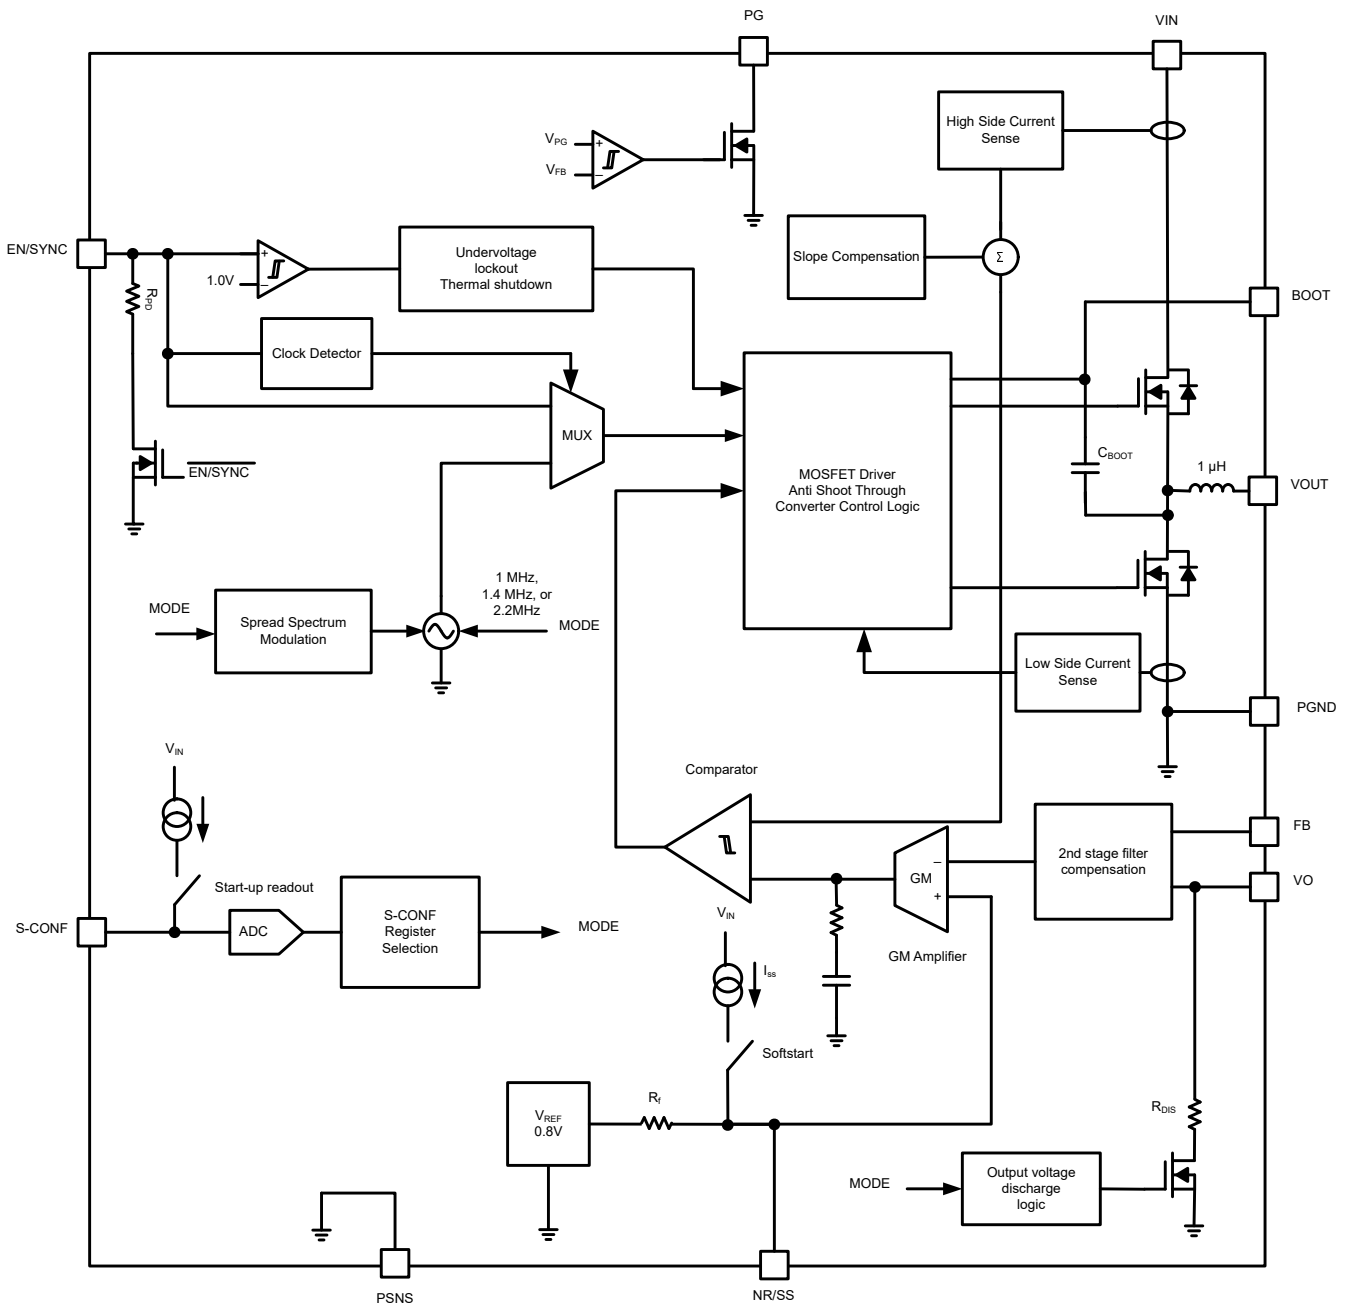 PG
VIN
High Side Current
Sense
VPG
+
VFB
–
EN/SYNC
+
1.0V
–
Undervoltage
lockout
Thermal shutdown
Slope Compensation
Σ
RPD
BOOT
Clock Detector
MUX
CBOOT
1 µH
VOUT
EN/SYNC
MOSFET Driver
Anti Shoot Through
Converter Control Logic
1 MHz,
1.4 MHz, or
2.2MHz
MODE
MODE
Spread Spectrum
Modulation
Low Side Current
Sense
PGND
VIN
Comparator
FB
2nd stage filter
compensation
–
GM
+
VO
Start-up readout
S-CONF
ADC
S-CONF
Register
Selection
MODE
VIN
GM Amplifier
Iss
Softstart
VREF
0.8V
Rf
RDIS
MODE
Output voltage
discharge
logic
PSNS
NR/SS